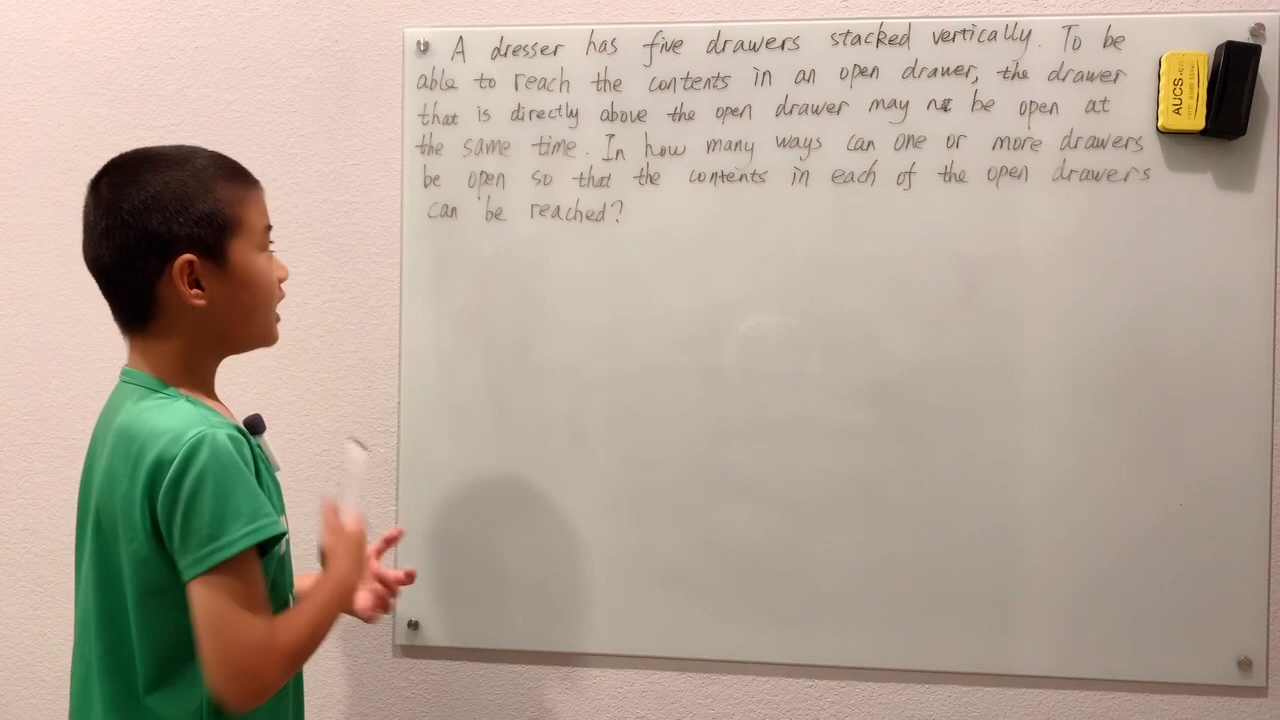 A dresser has five drawers stacked vertically. To be
able to reach the contents in an open drawer, the drawer
that is directly above the open drawer may not be open at
the same time. In how many ways can one or more drawers
be open so that the contents in each of the open drawers
can be reached?
AUCS